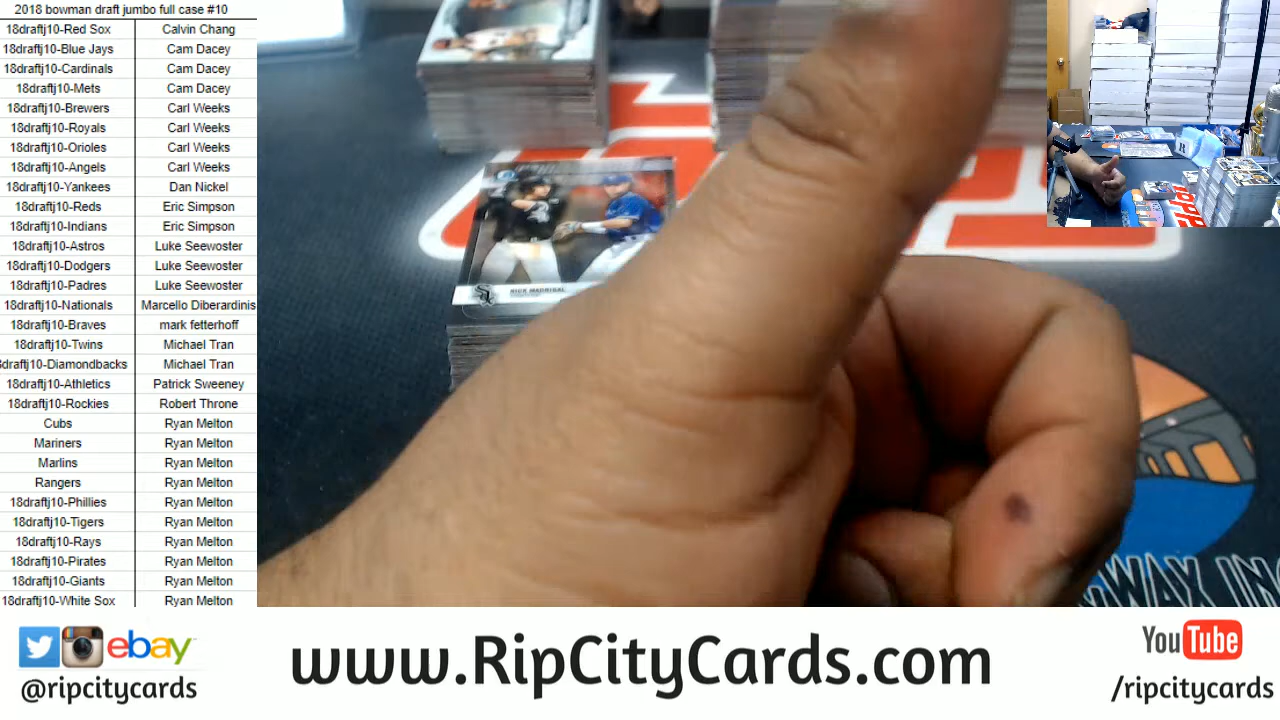 2018 bowman draft jumbo full case #10
18draftj10-Red Sox Calvin Chang
18draftj10-Blue Jays Cam Dacey
18draftj10-Cardinals Cam Dacey
18draftj10-Mets Cam Dacey
18draftj10-Brewers Carl Weeks
18draftj10-Royals Carl Weeks
18draftj10-Orioles Carl Weeks
18draftj10-Angels Carl Weeks
18draftj10-Yankees Dan Nickel
18draftj10-Reds Eric Simpson
18draftj10-Indians Eric Simpson
18draftj10-Astros Luke Seewoster
18draftj10-Dodgers Luke Seewoster
18draftj10-Padres Luke Seewoster
18draftj10-Nationals Marcello Diberardinis
18draftj10-Braves mark fetterhoff
18draftj10-Twins Michael Tran
8draftj10-Diamondbacks Michael Tran
18draftj10-Athletics Patrick Sweeney
18draftj10-Rockies Robert Throne
Cubs Ryan Melton
Mariners Ryan Melton
Marlins Ryan Melton
Rangers Ryan Melton
18draftj10-Phillies Ryan Melton
18draftj10-Tigers Ryan Melton
18draftj10-Rays Ryan Melton
18draftj10-Pirates Ryan Melton
18draftj10-Giants Ryan Melton
18draftj10-White Sox Ryan Melton
NICK MADRIGAL
WAX IN
ebay
@ripcitycards
www.RipCityCards.com
YouTube
/ripcitycards